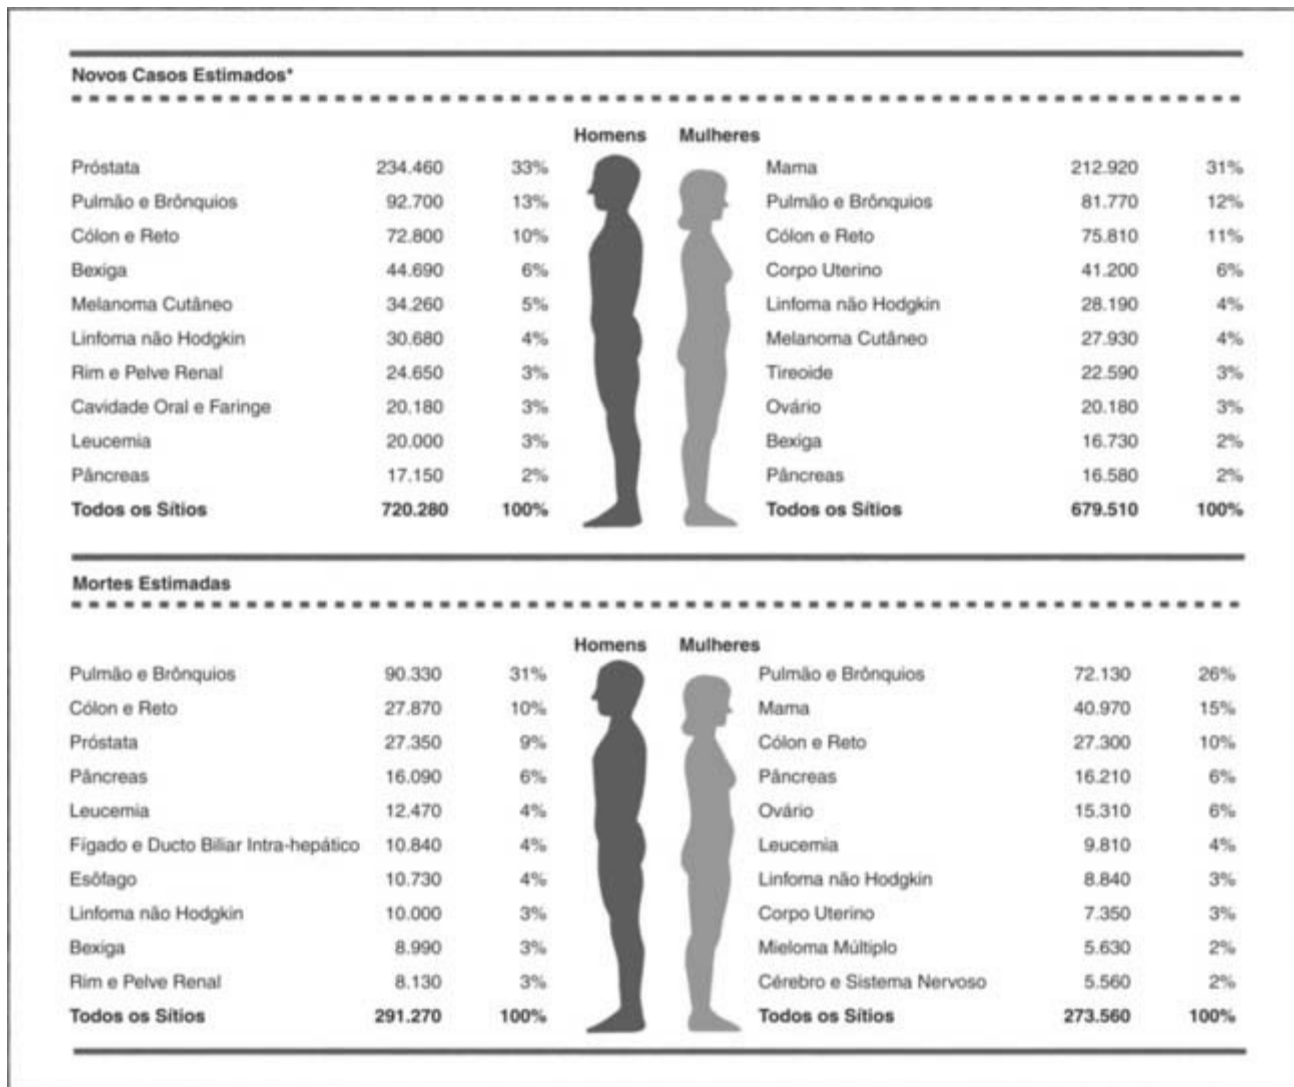 Novos Casos Estimados*
Homens Mulheres
Próstata 234.460 33% Mama 212.920 31%
Pulmão e Brônquios 92.700 13% Pulmão e Brônquios 81.770 12%
Cólon e Reto 72.800 10% Cólon e Reto 75.810 11%
Bexiga 44.690 6% Corpo Uterino 41.200 6%
Melanoma Cutâneo 34.260 5% Linfoma não Hodgkin 28.190 4%
Linfoma não Hodgkin 30.680 4% Melanoma Cutâneo 27.930 4%
Rim e Pelve Renal 24.650 3% Tireoide 22.590 3%
Cavidade Oral e Faringe 20.180 3% Ovário 20.180 3%
Leucemia 20.000 3% Bexiga 16.730 2%
Pâncreas 17.150 2% Pâncreas 16.580 2%
Todos os Sítios 720.280 100% Todos os Sítios 679.510 100%
Mortes Estimadas
Homens Mulheres
Pulmão e Brônquios 90.330 31% Pulmão e Brônquios 72.130 26%
Cólon e Reto 27.870 10% Mama 40.970 15%
Próstata 27.350 9% Cólon e Reto 27.300 10%
Pâncreas 16.090 6% Pâncreas 16.210 6%
Leucemia 12.470 4% Ovário 15.310 6%
Fígado e Ducto Biliar Intra-hepático 10.840 4% Leucemia 9.810 4%
Esôfago 10.730 4% Linfoma não Hodgkin 8.840 3%
Linfoma não Hodgkin 10.000 3% Corpo Uterino 7.350 3%
Bexiga 8.990 3% Mieloma Múltiplo 5.630 2%
Rim e Pelve Renal 8.130 3% Cérebro e Sistema Nervoso 5.560 2%
Todos os Sítios 291.270 100% Todos os Sítios 273.560 100%